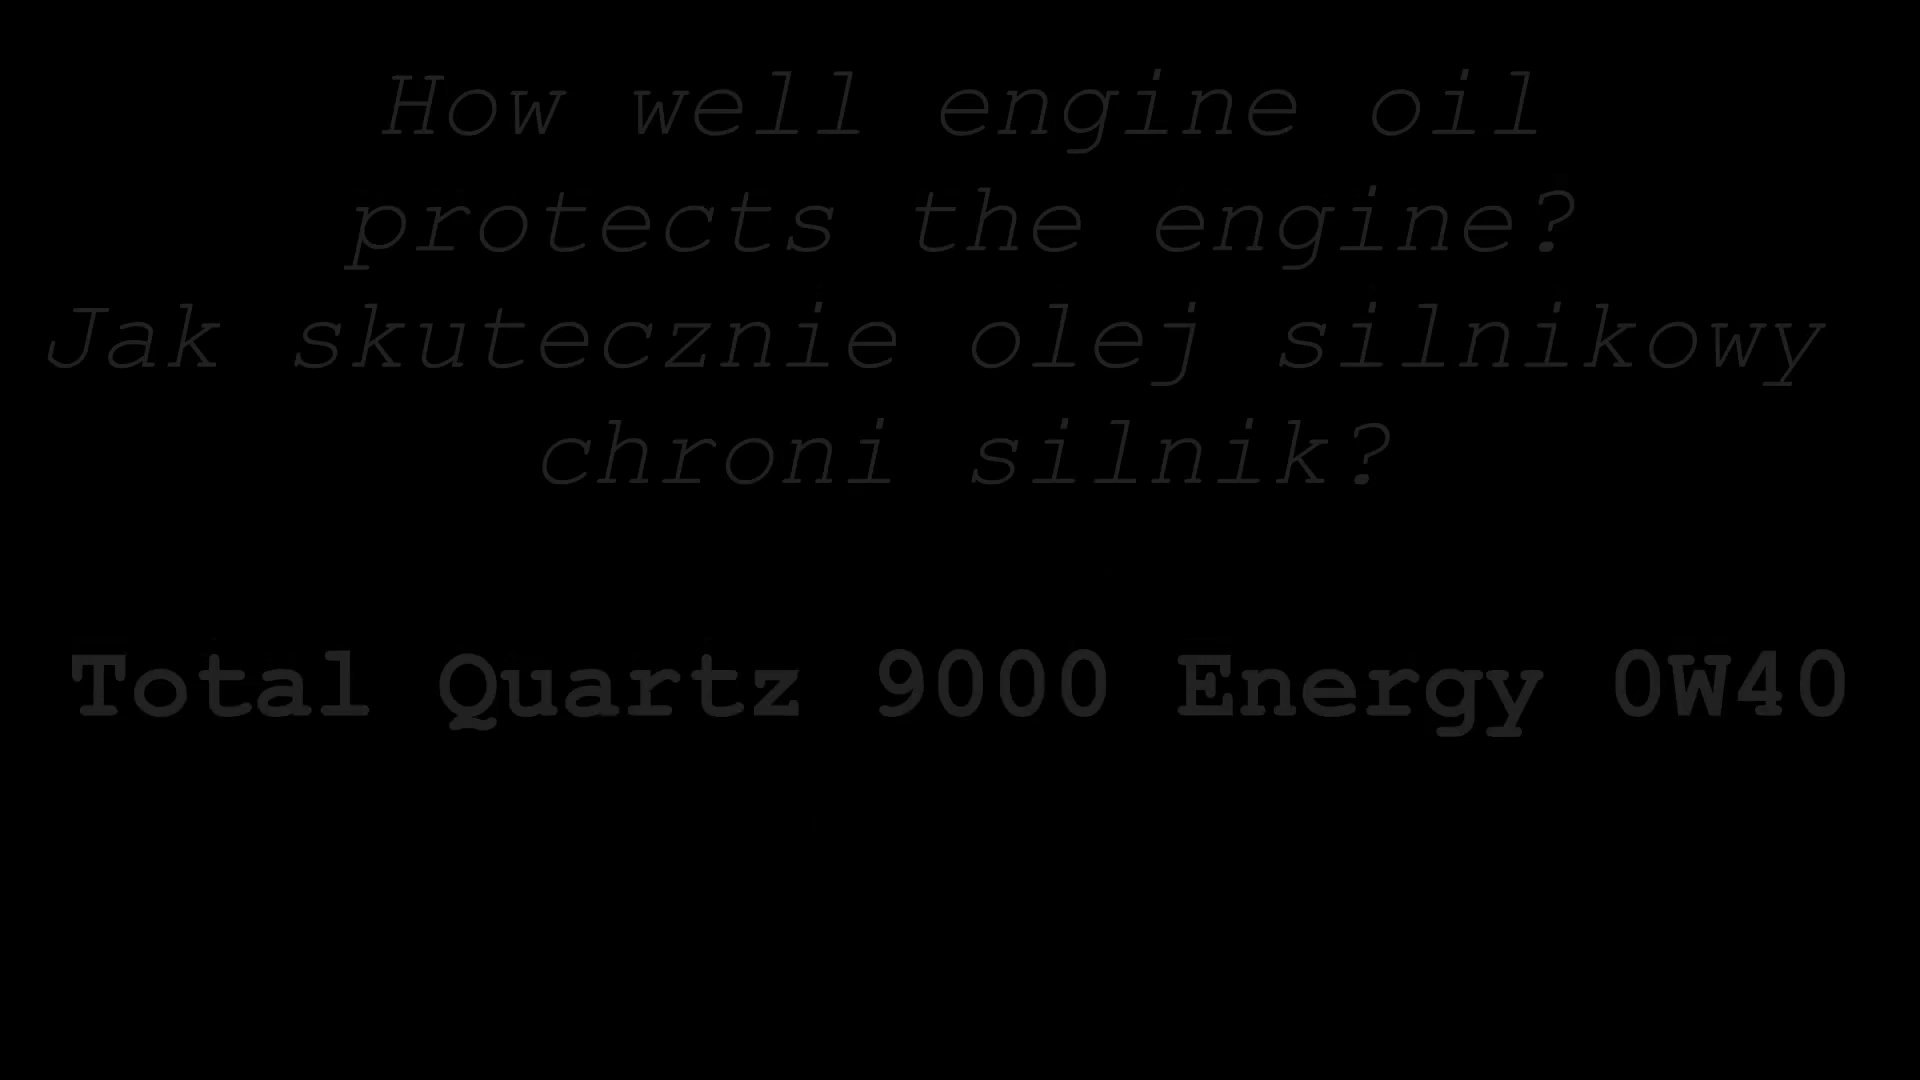 How well engine oil
protects the engine?
Jak skutecznie olej silnikowy
chroni silnik?
Total Quartz 9000 Energy 0W40